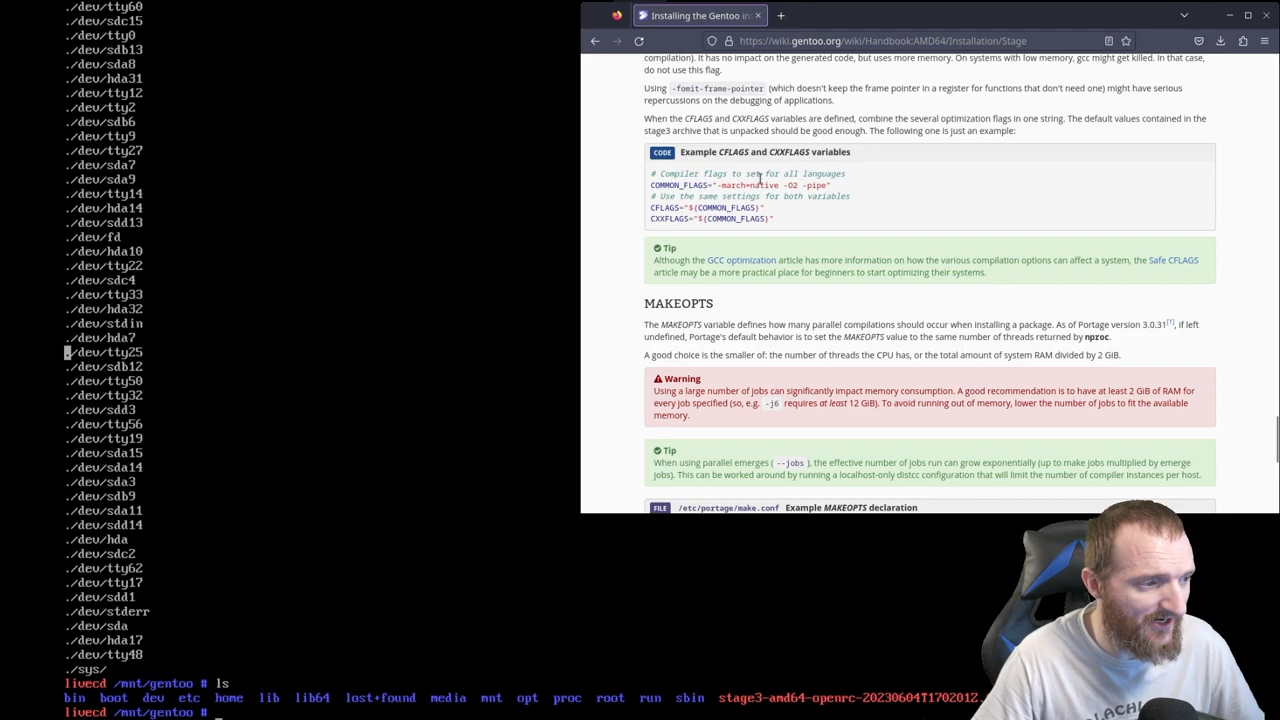 ./dev/tty60
./dev/sdc15
./dev/tty0
./dev/sdb13
./dev/sda8
./dev/hda31
./dev/tty12
./dev/tty2
./dev/sdb6
./dev/tty9
./dev/tty27
./dev/sda7
./dev/sda9
./dev/tty14
./dev/hda14
./dev/sdd13
./dev/fd
./dev/hda10
./dev/tty22
./dev/sdc4
./dev/tty33
./dev/hda32
./dev/stdin
./dev/hda7
./dev/tty25
./dev/sdb12
./dev/tty50
./dev/tty32
./dev/sdd3
./dev/tty56
./dev/tty19
./dev/sda15
./dev/sda14
./dev/sda3
./dev/sdb9
./dev/sda11
./dev/sdd14
./dev/hda
./dev/sdc2
./dev/tty62
./dev/tty17
./dev/sdd1
./dev/stderr
./dev/sda
./dev/hda17
./dev/tty48
./sys/
livecd /mnt/gentoo # ls
bin boot dev etc home lib lib64 lost+found media mnt opt proc root run sbin stage3-amd64-openrc-20230604T170201Z.
livecd /mnt/gentoo #
Installing the Gentoo in
https://wiki.gentoo.org/wiki/Handbook:AMD64/Installation/Stage
compilation). It has no impact on the generated code, but uses more memory. On systems with low memory, gcc might get killed. In that case,
do not use this flag.
Using -fomit-frame-pointer (which doesn't keep the frame pointer in a register for functions that don't need one) might have serious
repercussions on the debugging of applications.
When the CFLAGS and CXXFLAGS variables are defined, combine the several optimization flags in one string. The default values contained in the
stage3 archive that is unpacked should be good enough. The following one is just an example:
CODE Example CFLAGS and CXXFLAGS variables
# Compiler flags to set for all languages
COMMON_FLAGS="-march=native -O2 -pipe"
# Use the same settings for both variables
CFLAGS="${COMMON_FLAGS}"
CXXFLAGS="${COMMON_FLAGS}"
Tip
Although the GCC optimization article has more information on how the various compilation options can affect a system, the Safe CFLAGS
article may be a more practical place for beginners to start optimizing their systems.
MAKEOPTS
The MAKEOPTS variable defines how many parallel compilations should occur when installing a package. As of Portage version 3.0.31[1], if left
undefined, Portage's default behavior is to set the MAKEOPTS value to the same number of threads returned by nproc.
A good choice is the smaller of: the number of threads the CPU has, or the total amount of system RAM divided by 2 GiB.
Warning
Using a large number of jobs can significantly impact memory consumption. A good recommendation is to have at least 2 GiB of RAM for
every job specified (so, e.g. -j6 requires at least 12 GiB). To avoid running out of memory, lower the number of jobs to fit the available
memory.
Tip
When using parallel emerges ( --jobs ), the effective number of jobs run can grow exponentially (up to make jobs multiplied by emerge
jobs). This can be worked around by running a localhost-only distcc configuration that will limit the number of compiler instances per host.
FILE /etc/portage/make.conf Example MAKEOPTS declaration